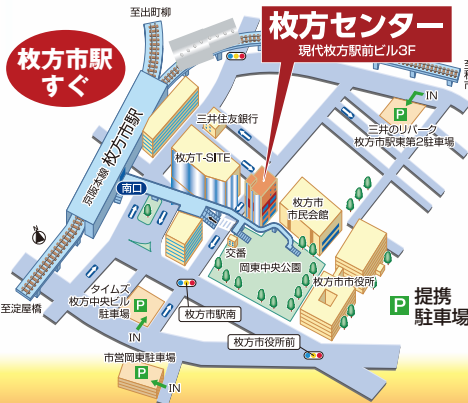 至出町柳
枚方センター
現代枚方駅前ビル3F
枚方市駅
すぐ
三井住友銀行
枚方T-SITE
IN
P
三井のリパーク
枚方市駅東第2駐車場
京阪本線 枚方市駅
南口
枚方市
市民会館
交番
岡東中央公園
枚方市市役所
至淀屋橋
タイムズ
枚方中央ビル
駐車場
P
IN
枚方市駅南
枚方市役所前
P 提携
駐車場
市営岡東駐車場
P
IN